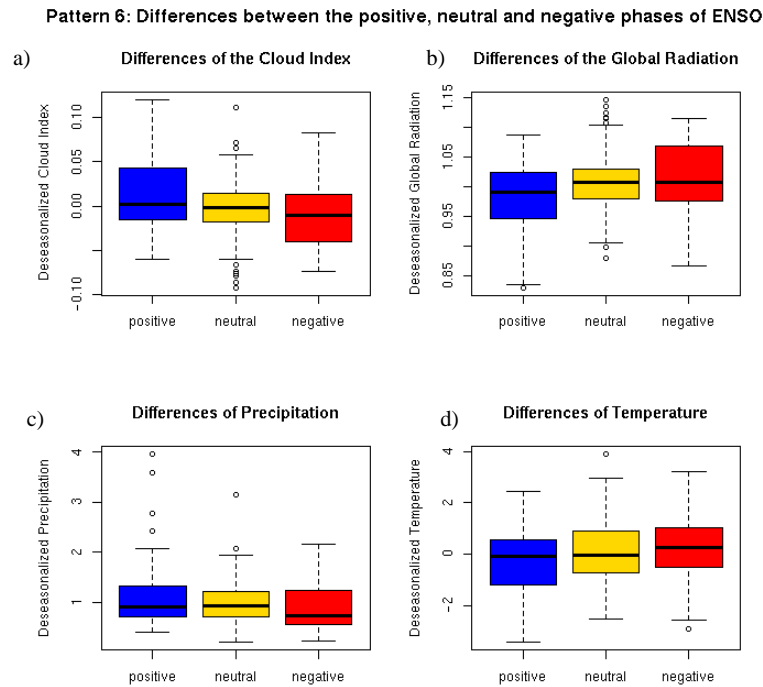 Pattern 6: Differences between the positive, neutral and negative phases of ENSO
a)
Differences of the Cloud Index
Deseasonalized Cloud Index
0.10
0.05
0.00
-0.10
positive neutral negative
b)
Differences of the Global Radiation
Deseasonalized Global Radiation
1.15
1.05
0.95
0.85
positive neutral negative
c)
Differences of Precipitation
Deseasonalized Precipitation
4
3
2
1
positive neutral negative
d)
Differences of Temperature
Deseasonalized Temperature
4
2
0
-2
positive neutral negative